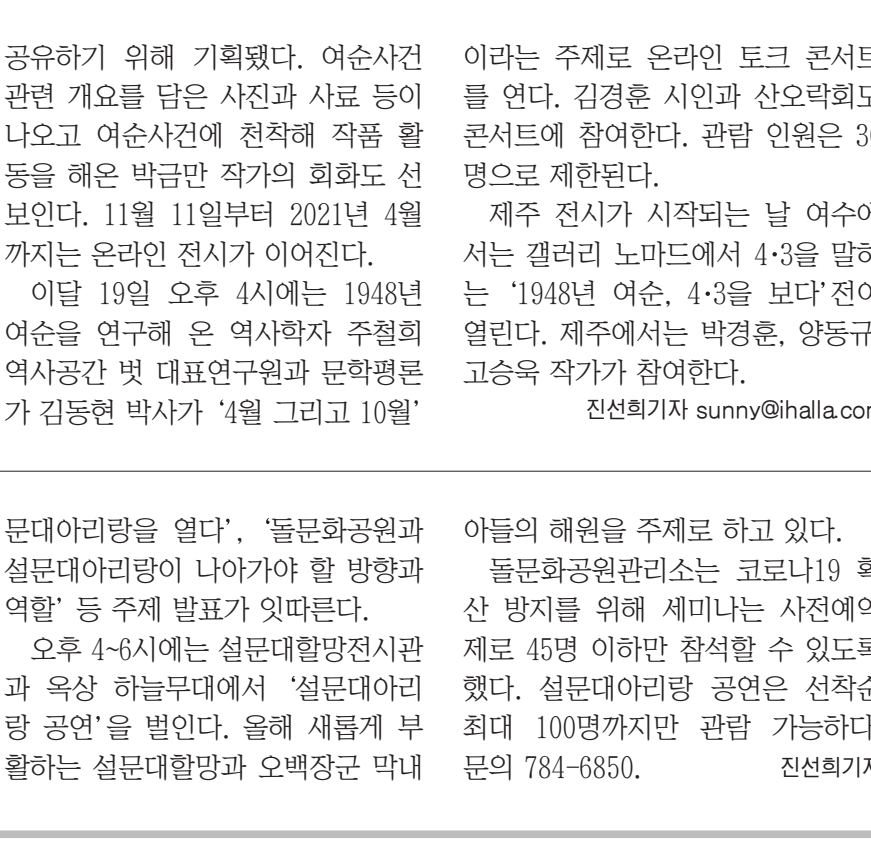 공유하기 위해 기획됐다. 여순사건
관련 개요를 담은 사진과 사료 등이
나오고 여순사건에 천착해 작품 활
동을 해온 박금만 작가의 회화도 선
보인다. 11월 11일부터 2021년 4월
까지는 온라인 전시가 이어진다.
이달 19일 오후 4시에는 1948년
여순을 연구해 온 역사학자 주철희
역사공간 벗 대표연구원과 문학평론
가 김동현 박사가 ‘4월 그리고 10월’
이라는 주제로 온라인 토크 콘서트
를 연다. 김경훈 시인과 산오락회도
콘서트에 참여한다. 관람 인원은
명으로 제한된다.
제주 전시가 시작되는 날 여수에
서는 갤러리 노마드에서 4·3을 말하
는 ‘1948년 여순, 4·3을 보다’전이
열린다. 제주에서는 박경훈, 양동규,
고승욱 작가가 참여한다.
진선희기자 sunny@ihalla.com
문대아리랑을 열다’, ‘돌문화공원과
설문대아리랑이 나아가야 할 방향과
역할’ 등 주제 발표가 잇따른다.
오후 4~6시에는 설문대할망전시관
과 옥상 하늘무대에서 ‘설문대아리
랑 공연’을 벌인다. 올해 새롭게 부
활하는 설문대할망과 오백장군 막내
아들의 해원을 주제로 하고 있다.
돌문화공원관리소는 코로나19 확
산 방지를 위해 세미나는 사전예약
제로 45명 이하만 참석할 수 있도록
했다. 설문대아리랑 공연은 선착순
최대 100명까지만 관람 가능하다.
문의 784-6850. 진선희기자